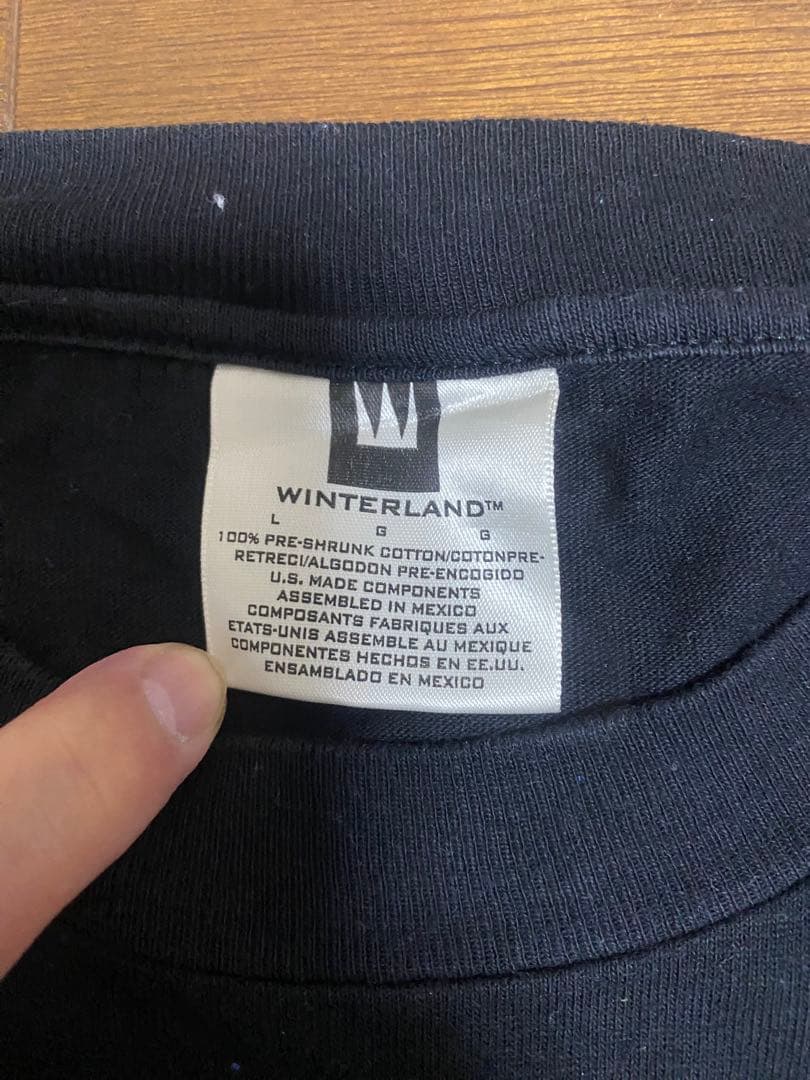 W
WINTERLAND™
L G G
100% PRE-SHRUNK COTTON/COTONPRE-
RETRECI/ALGODON PRE-ENCOGIDO
U.S. MADE COMPONENTS
ASSEMBLED IN MEXICO
COMPOSANTS FABRIQUES AUX
ETATS-UNIS ASSEMBLE AU MEXIQUE
COMPONENTES HECHOS EN EE.UU.
ENSAMBLADO EN MEXICO